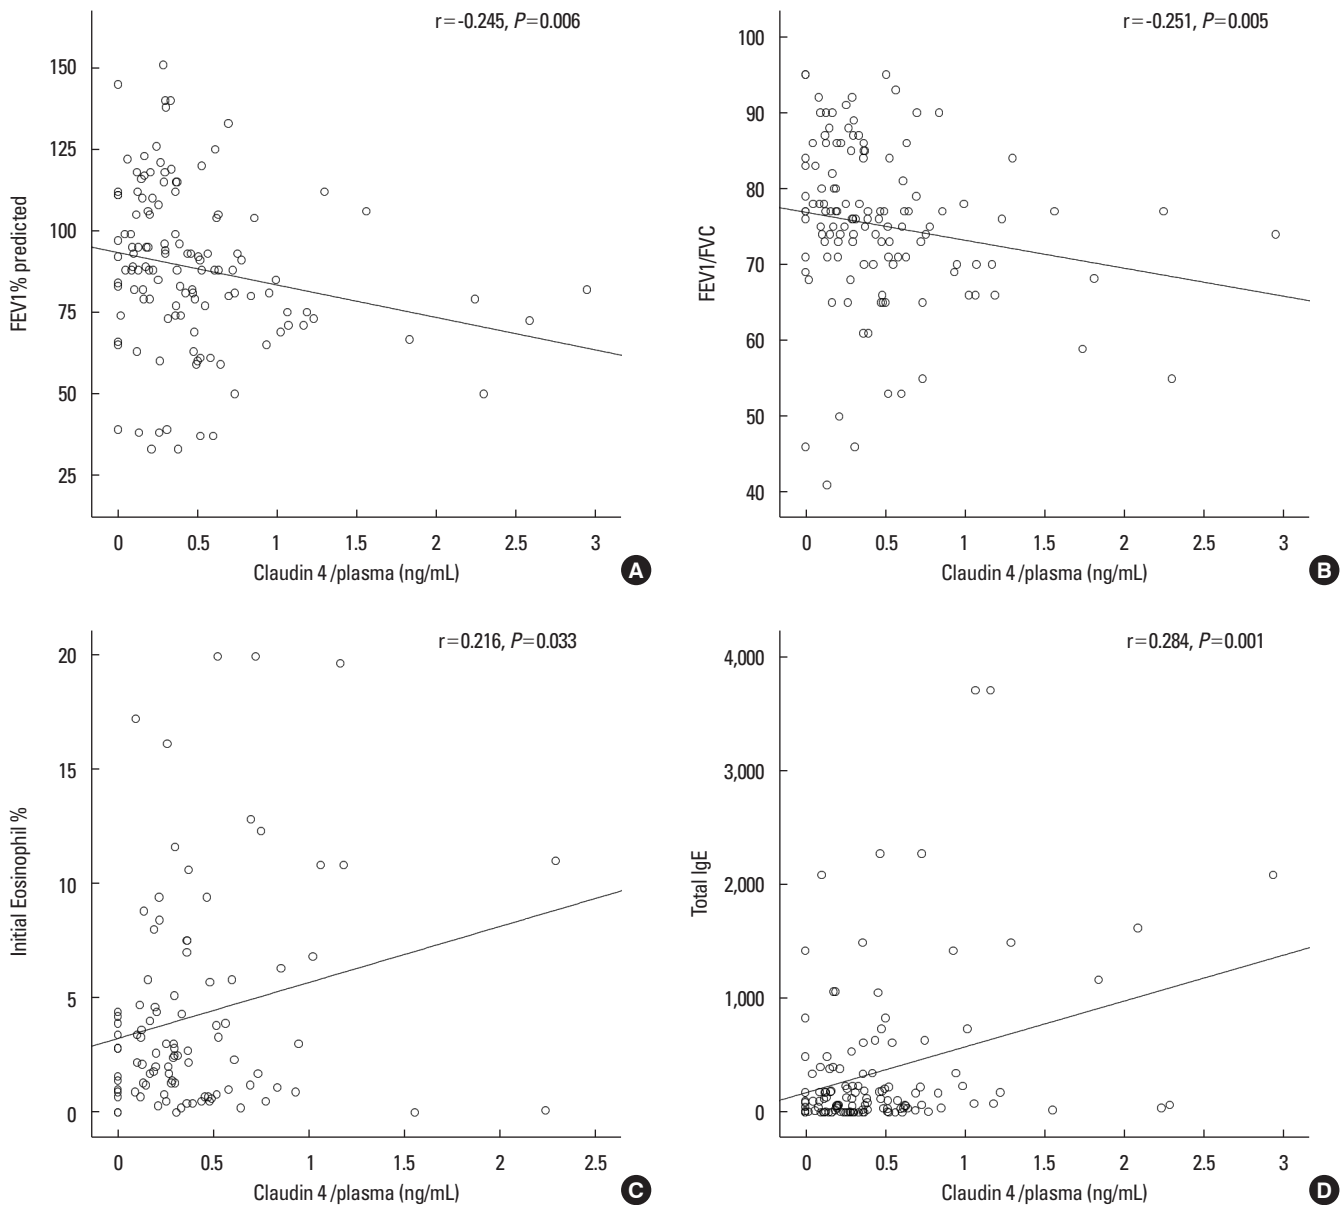 r=-0.245, P=0.006
150
125
100
75
50
25
FEV1% predicted
0 0.5 1 1.5 2 2.5 3
Claudin 4 /plasma (ng/mL)
A
r=-0.251, P=0.005
100
90
80
70
60
50
40
FEV1/FVC
0 0.5 1 1.5 2 2.5 3
Claudin 4 /plasma (ng/mL)
B
r=0.216, P=0.033
20
15
10
5
0
Initial Eosinophil %
0 0.5 1 1.5 2 2.5
Claudin 4 /plasma (ng/mL)
C
r=0.284, P=0.001
4,000
3,000
2,000
1,000
0
Total IgE
0 0.5 1 1.5 2 2.5 3
Claudin 4 /plasma (ng/mL)
D